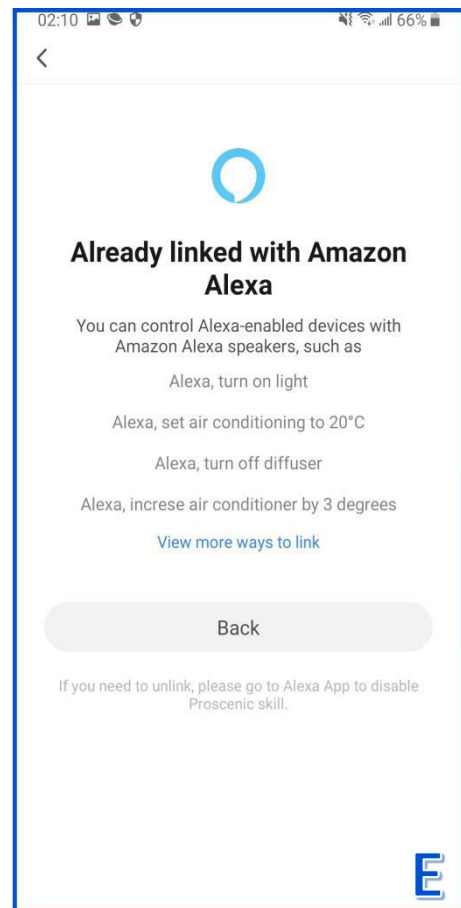 02:10 66%
Already linked with Amazon
Alexa
You can control Alexa-enabled devices with
Amazon Alexa speakers, such as
Alexa, turn on light
Alexa, set air conditioning to 20°C
Alexa, turn off diffuser
Alexa, increse air conditioner by 3 degrees
View more ways to link
Back
If you need to unlink, please go to Alexa App to disable
Proscenic skill.
E